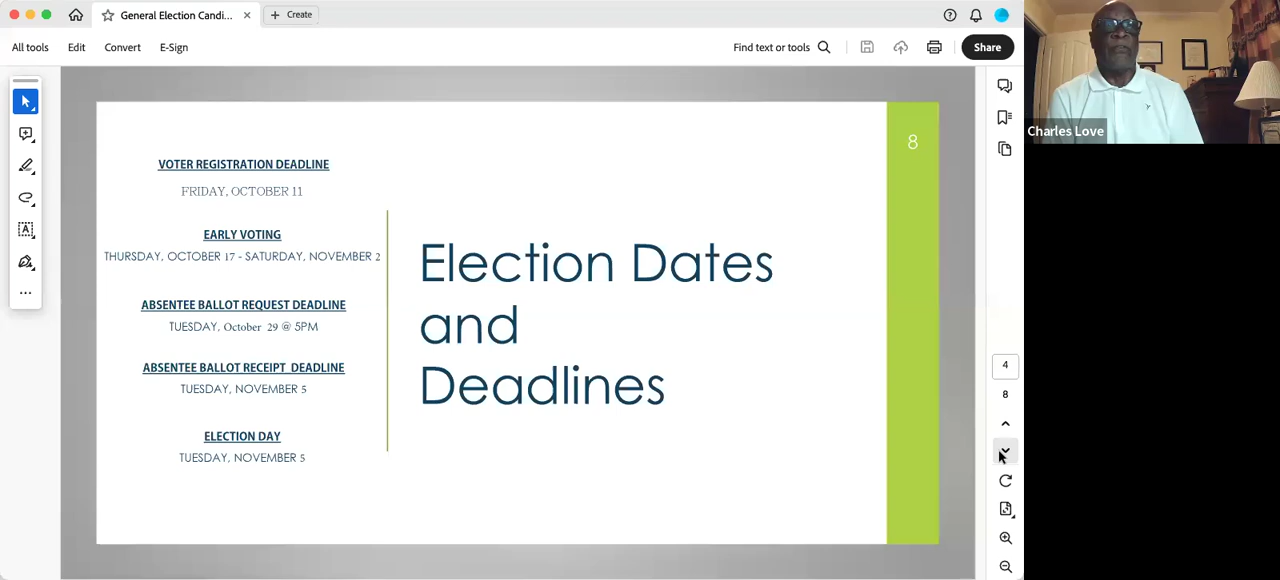 General Election Candi...
Create
All tools
Edit
Convert
E-Sign
Find text or tools
Share
8
VOTER REGISTRATION DEADLINE
FRIDAY, OCTOBER 11
EARLY VOTING
THURSDAY, OCTOBER 17 - SATURDAY, NOVEMBER 2
ABSENTEE BALLOT REQUEST DEADLINE
TUESDAY, October 29 @ 5PM
ABSENTEE BALLOT RECEIPT DEADLINE
TUESDAY, NOVEMBER 5
ELECTION DAY
TUESDAY, NOVEMBER 5
Election Dates
and
Deadlines
4
8
Charles Love